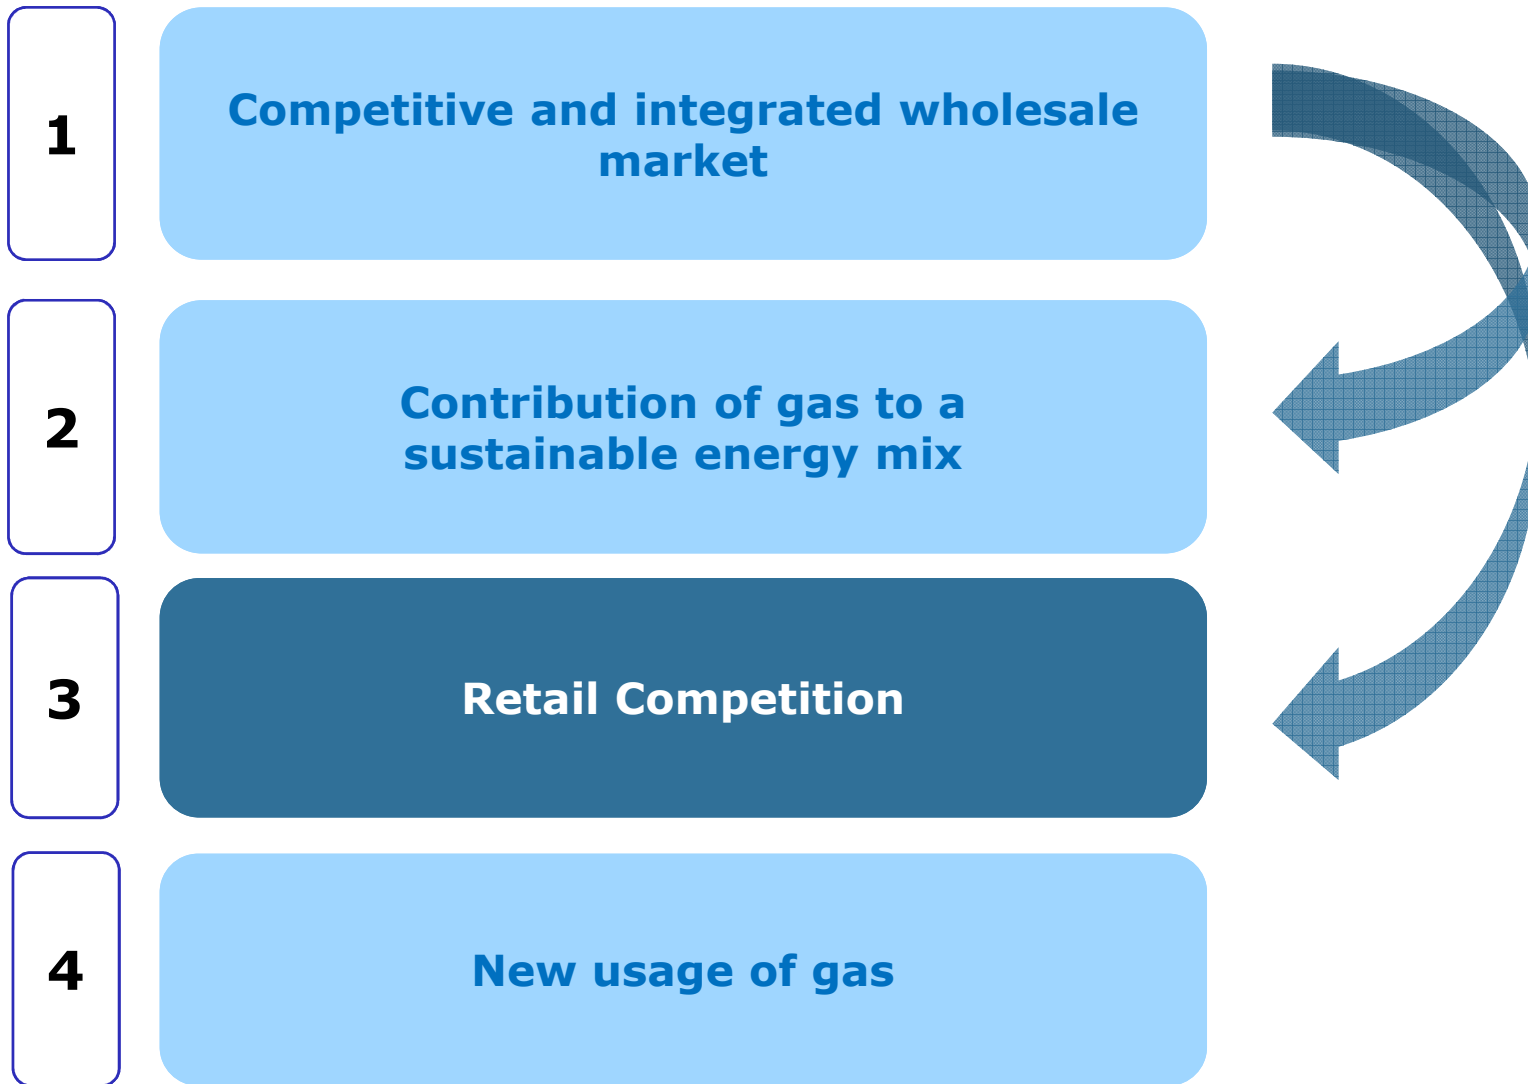 1
Competitive and integrated wholesale
market
2
Contribution of gas to a
sustainable energy mix
3
Retail Competition
4
New usage of gas